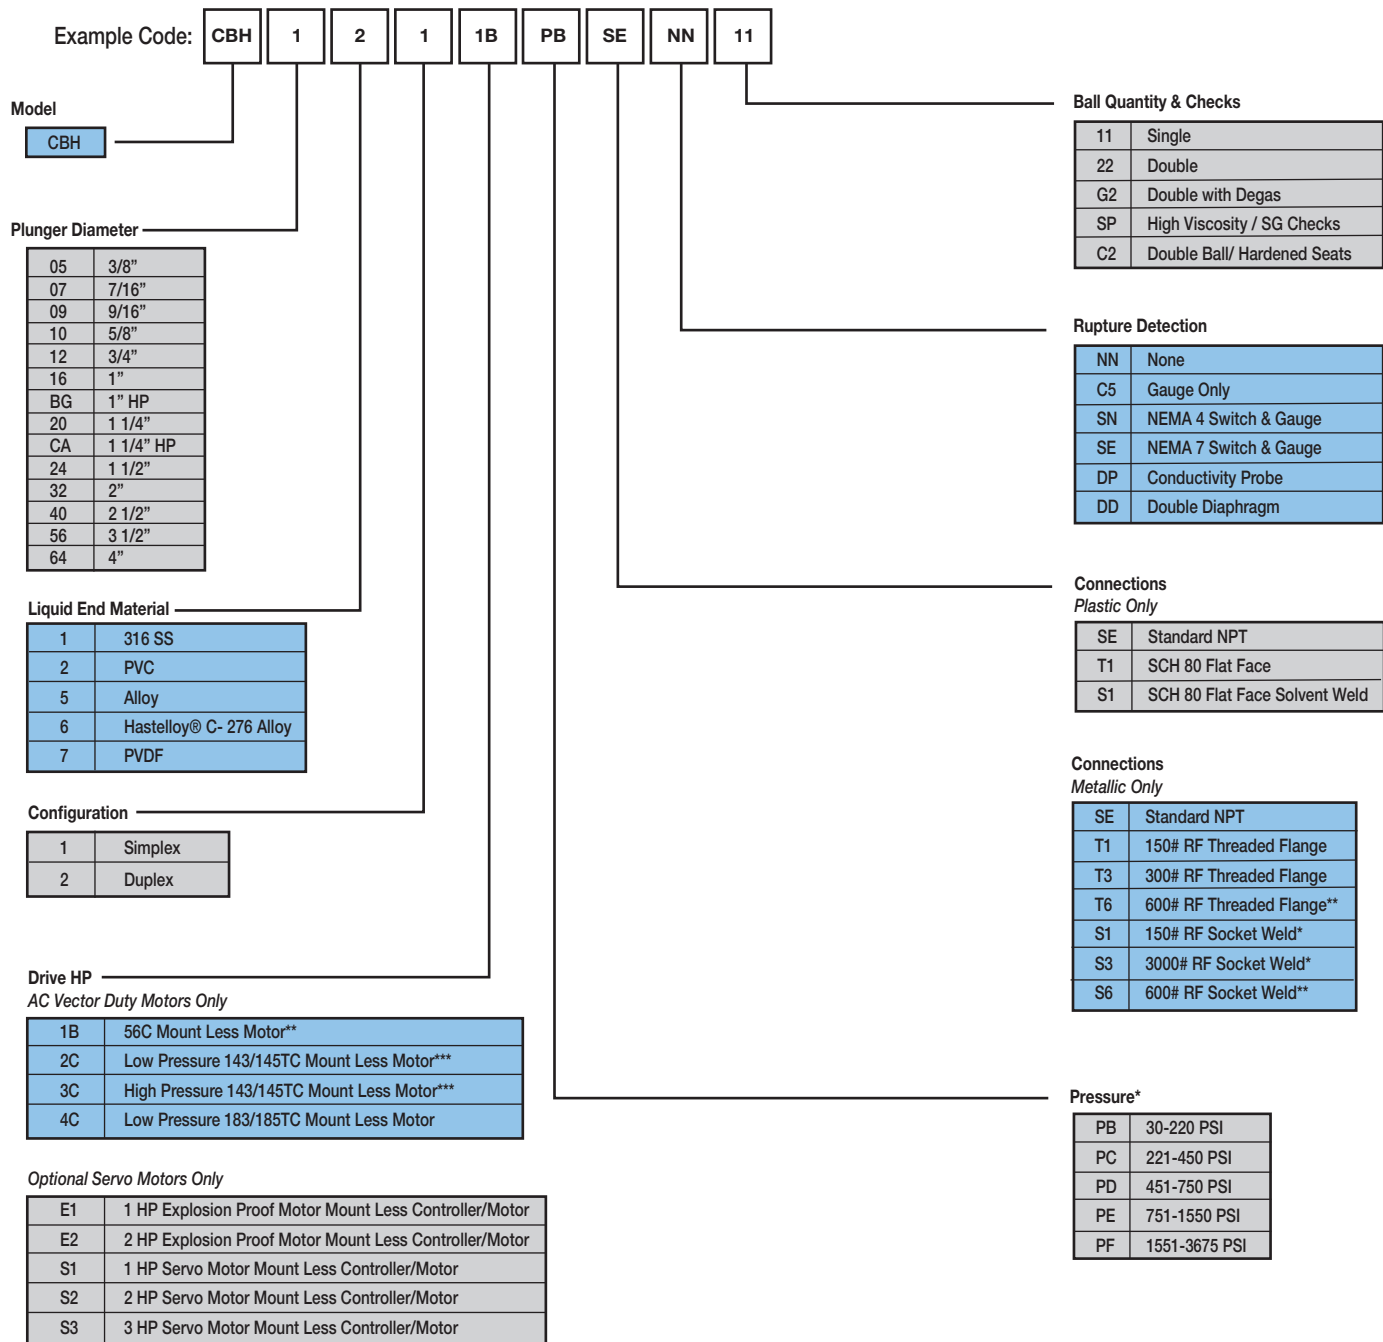 Example Code: CBH 1 2 1 1B PB SE NN 11
Model
CBH
Plunger Diameter
05 3/8”
07 7/16”
09 9/16”
10 5/8”
12 3/4”
16 1”
BG 1” HP
20 1 1/4”
CA 1 1/4” HP
24 1 1/2”
32 2”
40 2 1/2”
56 3 1/2”
64 4”
Liquid End Material
1 316 SS
2 PVC
5 Alloy
6 Hastelloy® C- 276 Alloy
7 PVDF
Configuration
1 Simplex
2 Duplex
Drive HP
AC Vector Duty Motors Only
1B 56C Mount Less Motor**
2C Low Pressure 143/145TC Mount Less Motor***
3C High Pressure 143/145TC Mount Less Motor***
4C Low Pressure 183/185TC Mount Less Motor
Optional Servo Motors Only
E1 1 HP Explosion Proof Motor Mount Less Controller/Motor
E2 2 HP Explosion Proof Motor Mount Less Controller/Motor
S1 1 HP Servo Motor Mount Less Controller/Motor
S2 2 HP Servo Motor Mount Less Controller/Motor
S3 3 HP Servo Motor Mount Less Controller/Motor
Ball Quantity & Checks
11 Single
22 Double
G2 Double with Degas
SP High Viscosity / SG Checks
C2 Double Ball/ Hardened Seats
Rupture Detection
NN None
C5 Gauge Only
SN NEMA 4 Switch & Gauge
SE NEMA 7 Switch & Gauge
DP Conductivity Probe
DD Double Diaphragm
Connections
Plastic Only
SE Standard NPT
T1 SCH 80 Flat Face
S1 SCH 80 Flat Face Solvent Weld
Connections
Metallic Only
SE Standard NPT
T1 150# RF Threaded Flange
T3 300# RF Threaded Flange
T6 600# RF Threaded Flange**
S1 150# RF Socket Weld*
S3 3000# RF Socket Weld*
S6 600# RF Socket Weld**
Pressure*
PB 30-220 PSI
PC 221-450 PSI
PD 451-750 PSI
PE 751-1550 PSI
PF 1551-3675 PSI